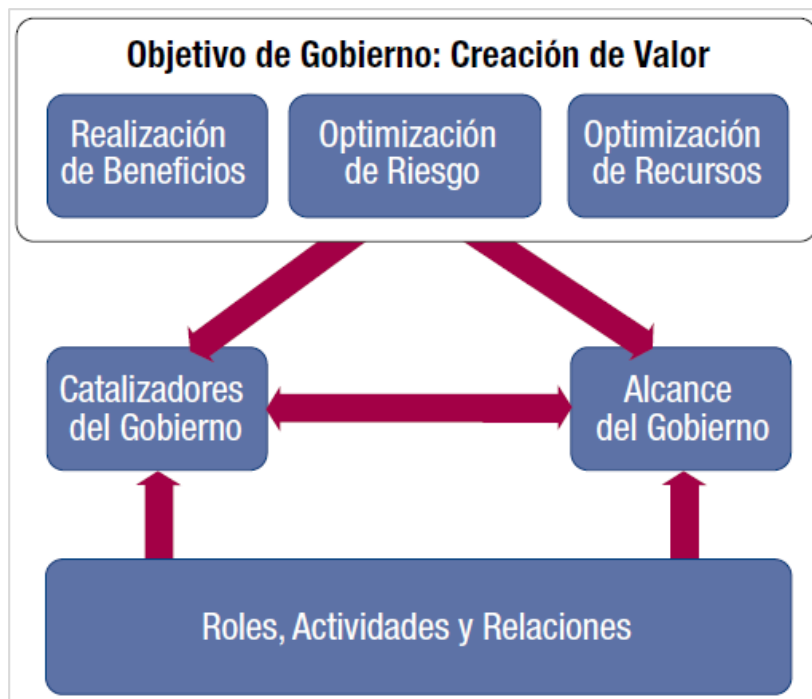 Objetivo de Gobierno: Creación de Valor
Realización
de Beneficios
Optimización
de Riesgo
Optimización
de Recursos
Catalizadores
del Gobierno
Alcance
del Gobierno
Roles, Actividades y Relaciones